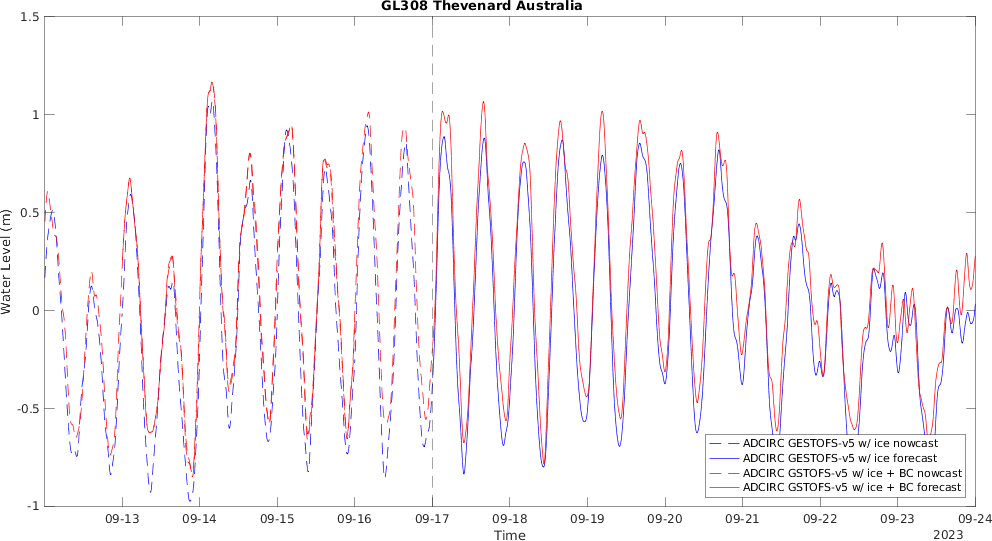 GL308 Thevenard Australia
1.5
1
0.5
0
-0.5
-1
Water Level (m)
ADCIRC GESTOFS-v5 w/ ice nowcast
ADCIRC GESTOFS-v5 w/ ice forecast
ADCIRC GSTOFS-v5 w/ ice + BC nowcast
ADCIRC GSTOFS-v5 w/ ice + BC forecast
09-13 09-14 09-15 09-16 09-17 09-18 09-19 09-20 09-21 09-22 09-23 09-24
Time
2023